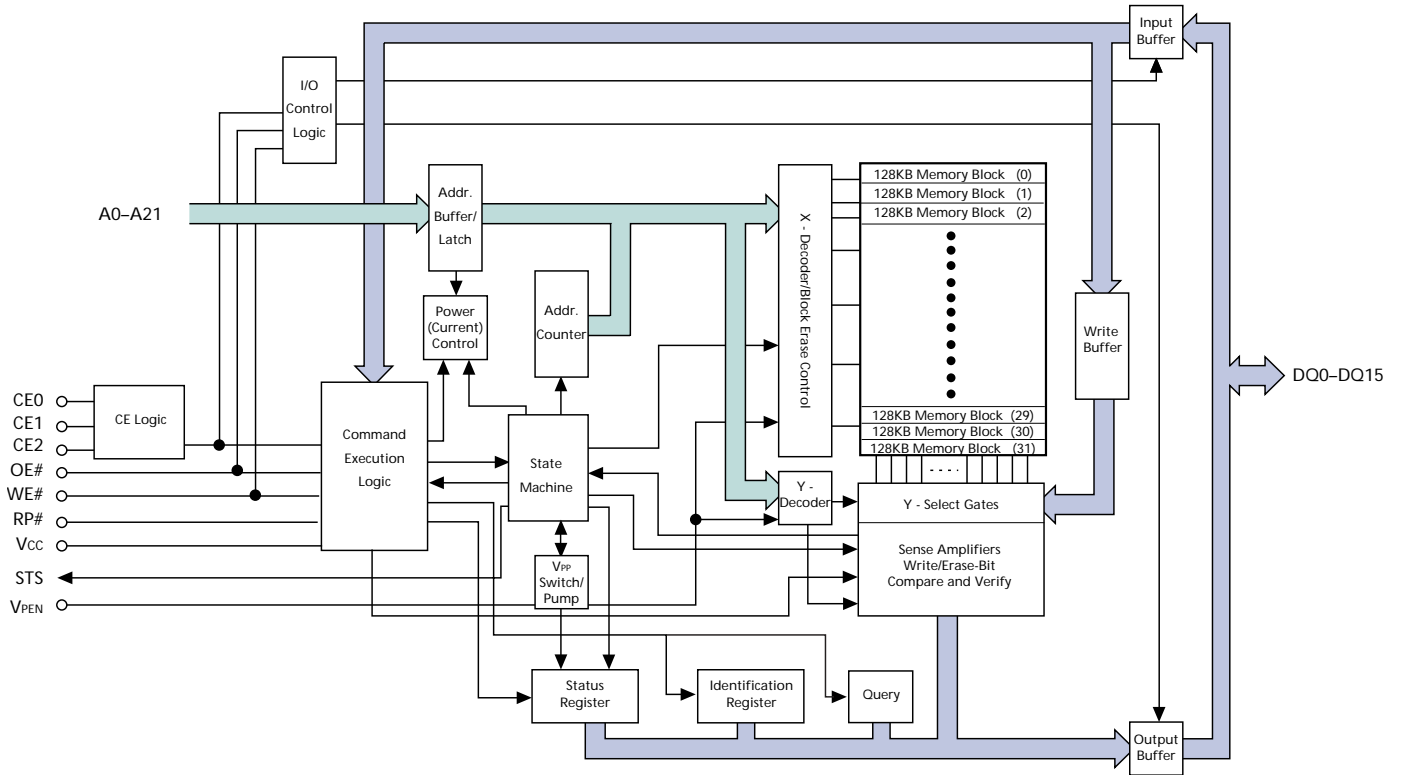 Input
Buffer
I/O
Control
Logic
A0–A21
Addr.
Buffer/
Latch
Power
(Current)
Control
Addr.
Counter
X - Decoder/Block Erase Control
128KB Memory Block (0)
128KB Memory Block (1)
128KB Memory Block (2)
128KB Memory Block (29)
128KB Memory Block (30)
128KB Memory Block (31)
Write
Buffer
DQ0–DQ15
CE0
CE1
CE2
OE#
WE#
RP#
VCC
STS
VPEN
CE Logic
Command
Execution
Logic
State
Machine
VPP
Switch/
Pump
Y -
Decoder
Y - Select Gates
Sense Amplifiers
Write/Erase-Bit
Compare and Verify
Status
Register
Identification
Register
Query
Output
Buffer